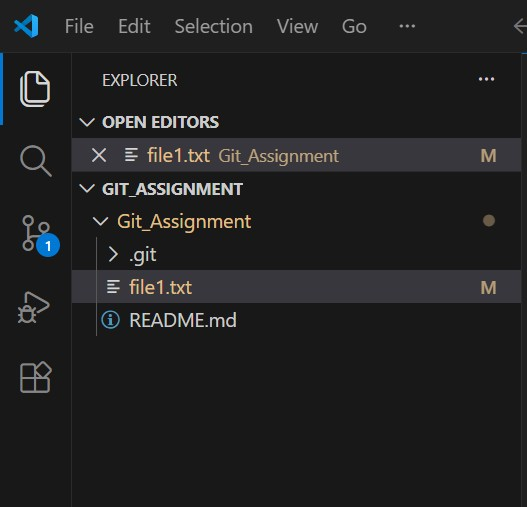 File Edit Selection View Go ...
EXPLORER ...
OPEN EDITORS
file1.txt Git_Assignment M
GIT_ASSIGNMENT
Git_Assignment
.git
1
file1.txt M
README.md